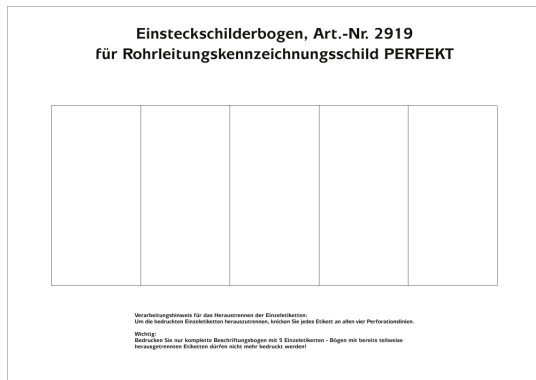 Einsteckschilderbogen, Art.-Nr. 2919
für Rohrleitungskennzeichnungsschild PERFEKT
Verarbeitungshinweis für das Heraustrennen der Einzeletiketten:
Um die bedruckten Einzeletiketten herauszutrennen, knicken Sie jedes Etikett an allen vier Perforationslinien.
Wichtig:
Bedrucken Sie nur komplette Beschriftungsbogen mit 5 Einzeletiketten – Bögen mit bereits teilweise
herausgetrennten Etiketten dürfen nicht mehr bedruckt werden!